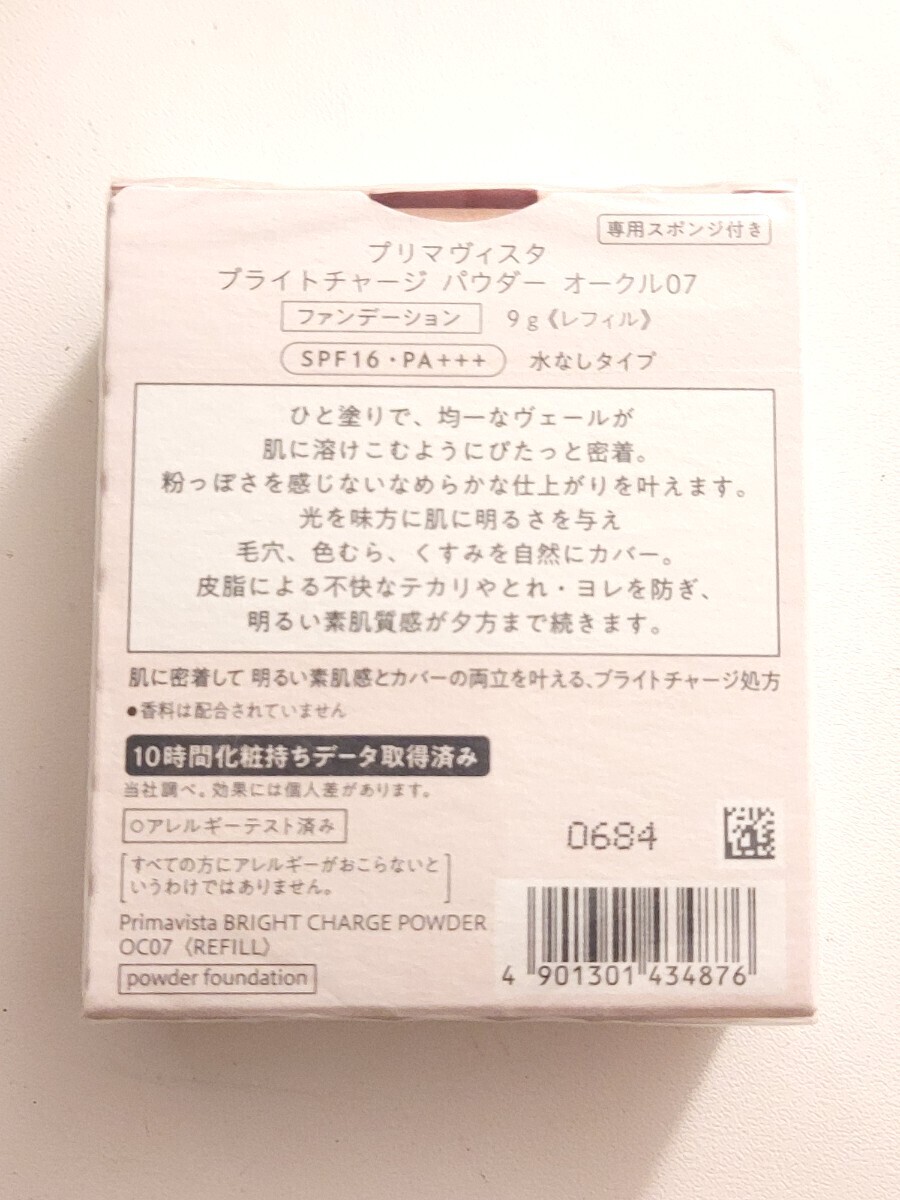 専用スポンジ付き
プリマヴィスタ
ブライトチャージ パウダー オークル07
ファンデーション 9g《レフィル》
SPF16・PA+++ 水なしタイプ
ひと塗りで、均一なヴェールが
肌に溶けこむようにぴたっと密着。
粉っぽさを感じないなめらかな仕上がりを叶えます。
光を味方に肌に明るさを与え
毛穴、色むら、くすみを自然にカバー。
皮脂による不快なテカリやとれ・ヨレを防ぎ、
明るい素肌質感が夕方まで続きます。
肌に密着して 明るい素肌感とカバーの両立を叶える、ブライトチャージ処方
●香料は配合されていません
10時間化粧持ちデータ取得済み
当社調べ。効果には個人差があります。
○アレルギーテスト済み
すべての方にアレルギーがおこらないと
いうわけではありません。
0684
Primavista BRIGHT CHARGE POWDER
OC07〈REFILL〉
powder foundation
4 901301 434876